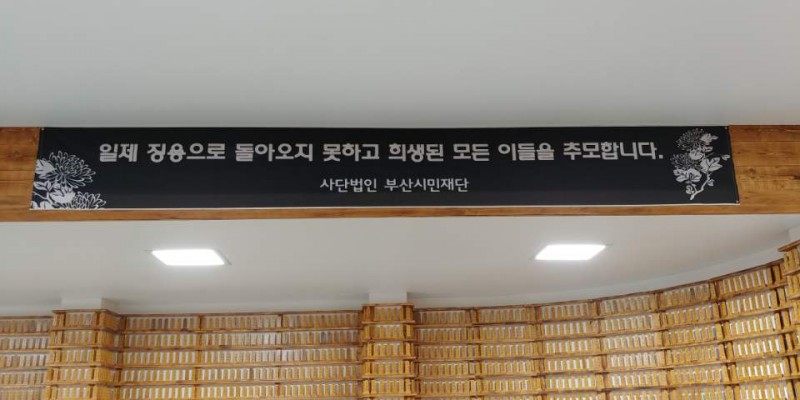 일제 징용으로 돌아오지 못하고 희생된 모든 이들을 추모합니다.
사단법인 부산시민재단